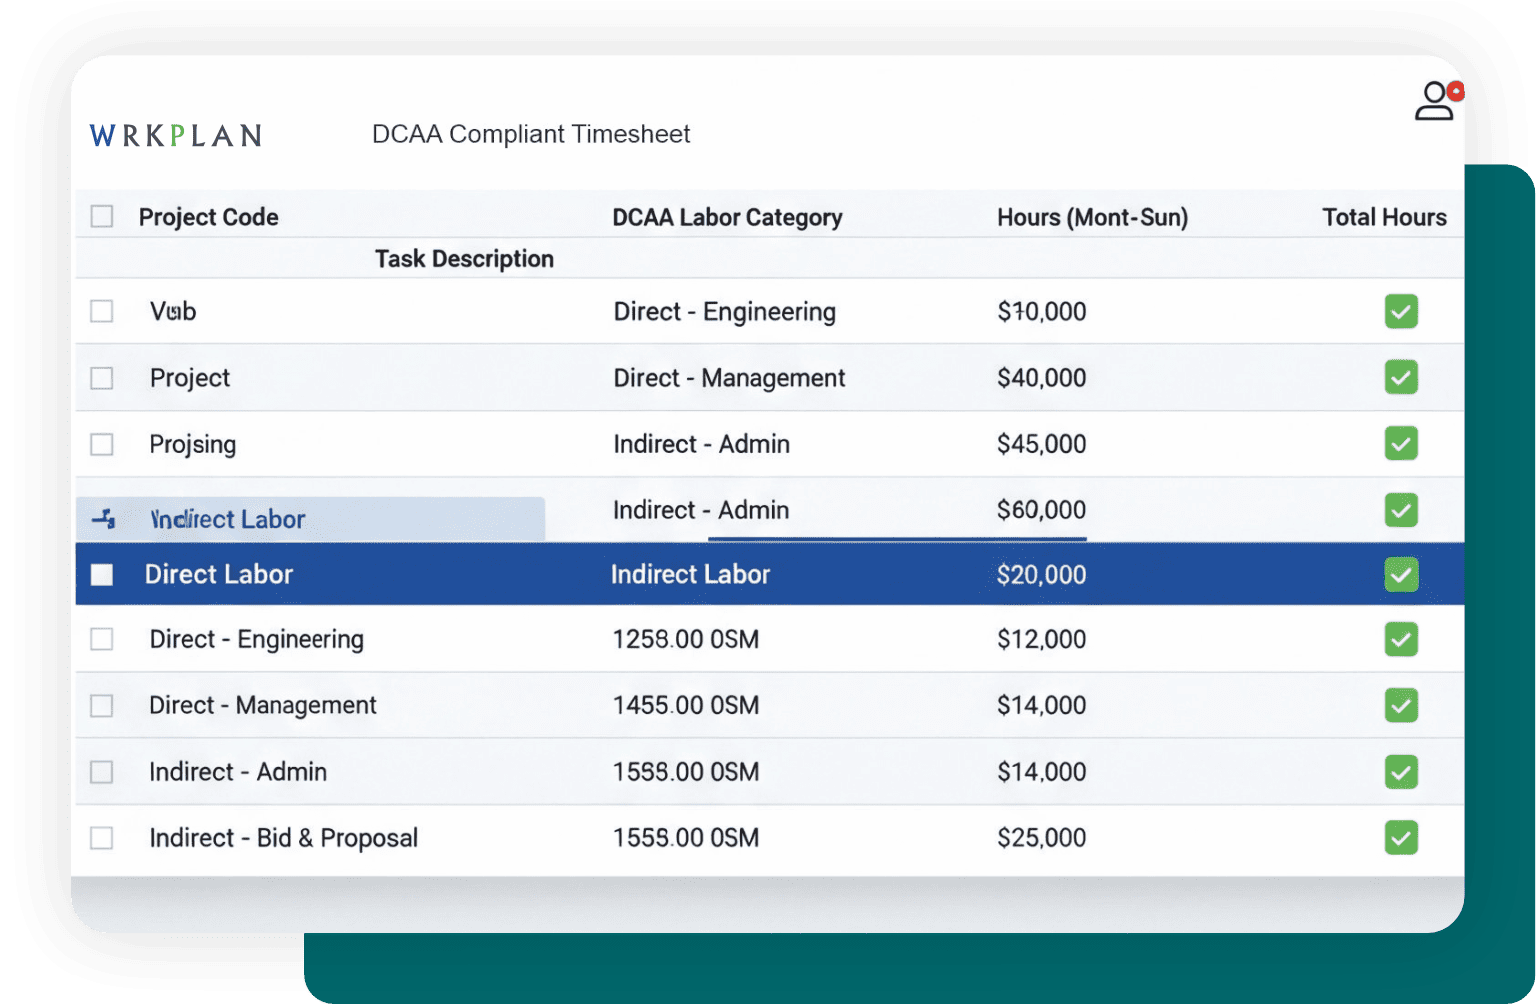 WRKPLAN DCAA Compliant Timesheet
Project Code DCAA Labor Category Hours (Mont-Sun) Total Hours
Task Description
Direct - Engineering $10,000
Project Direct - Management $40,000
Projsing Indirect - Admin $45,000
Indirect - Admin $60,000
Indirect Labor
Direct Labor Indirect Labor $20,000
Direct - Engineering 1258.00 0SM $12,000
Direct - Management 1455.00 0SM $14,000
Indirect - Admin 1558.00 0SM $14,000
Indirect - Bid & Proposal 1558.00 0SM $25,000